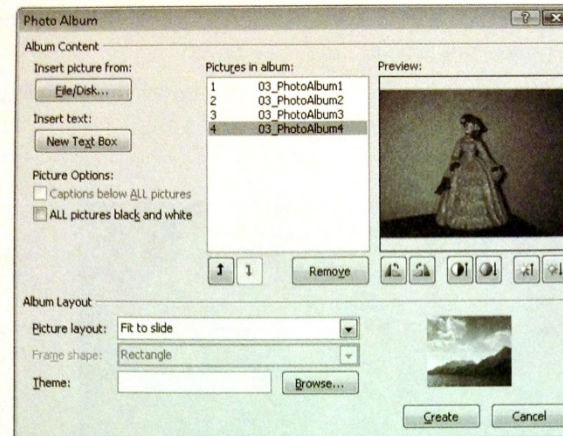 Photo Album
Album Content
Insert picture from:
File/Disk...
Insert text:
New Text Box
Picture Options:
Captions below ALL pictures
ALL pictures black and white
Pictures in album:
1 03_PhotoAlbum1
2 03_PhotoAlbum2
3 03_PhotoAlbum3
4 03_PhotoAlbum4
Remove
Preview:
Album Layout
Picture layout: Fit to slide
Frame shape: Rectangle
Theme:
Browse...
Create
Cancel